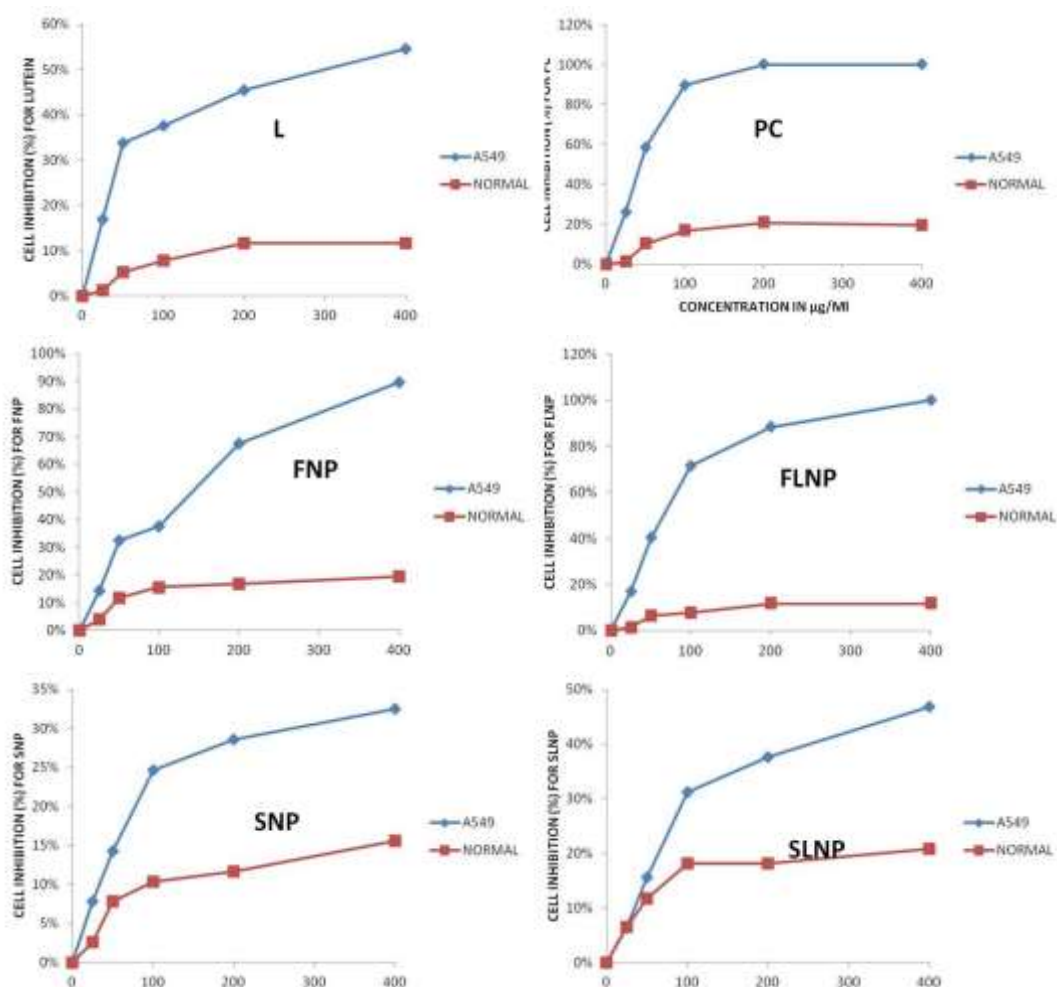 60%
50%
40%
30%
20%
10%
0%
0 100 200 300 400
CELL INHIBITION (%) FOR LUTEIN
L
A549
NORMAL
120%
100%
80%
60%
40%
20%
0%
0 100 200 300 400
CELL INHIBITION (%) FOR PC
PC
CONCENTRATION IN µg/Ml
A549
NORMAL
100%
90%
80%
70%
60%
50%
40%
30%
20%
10%
0%
0 100 200 300 400
CELL INHIBITION (%) FOR FNP
FNP
A549
NORMAL
120%
100%
80%
60%
40%
20%
0%
0 100 200 300 400
CELL INHIBITION (%) FOR FLNP
FLNP
A549
NORMAL
35%
30%
25%
20%
15%
10%
5%
0%
0 100 200 300 400
CELL INHIBITION (%) FOR SNP
SNP
A549
NORMAL
50%
40%
30%
20%
10%
0%
0 100 200 300 400
CELL INHIBITION (%) FOR SLNP
SLNP
A549
NORMAL